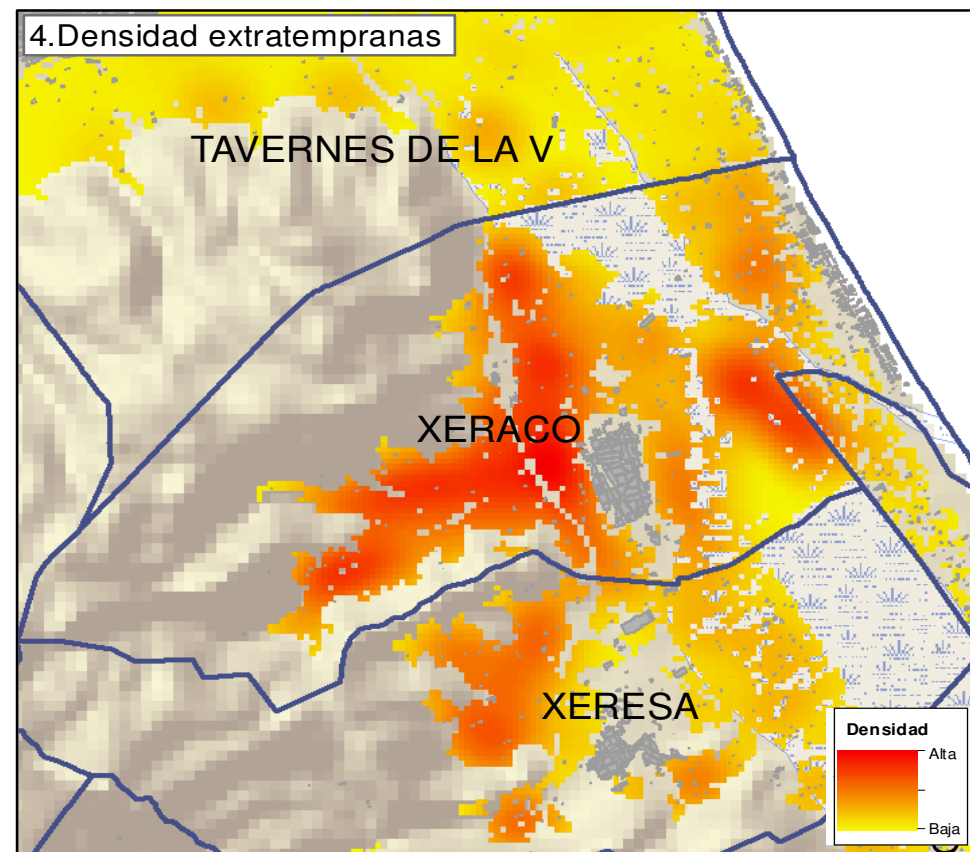 4.Densidad extratempranas
TAVERNES DE LA V
XERACO
XERESA
Densidad
Alta
Baja